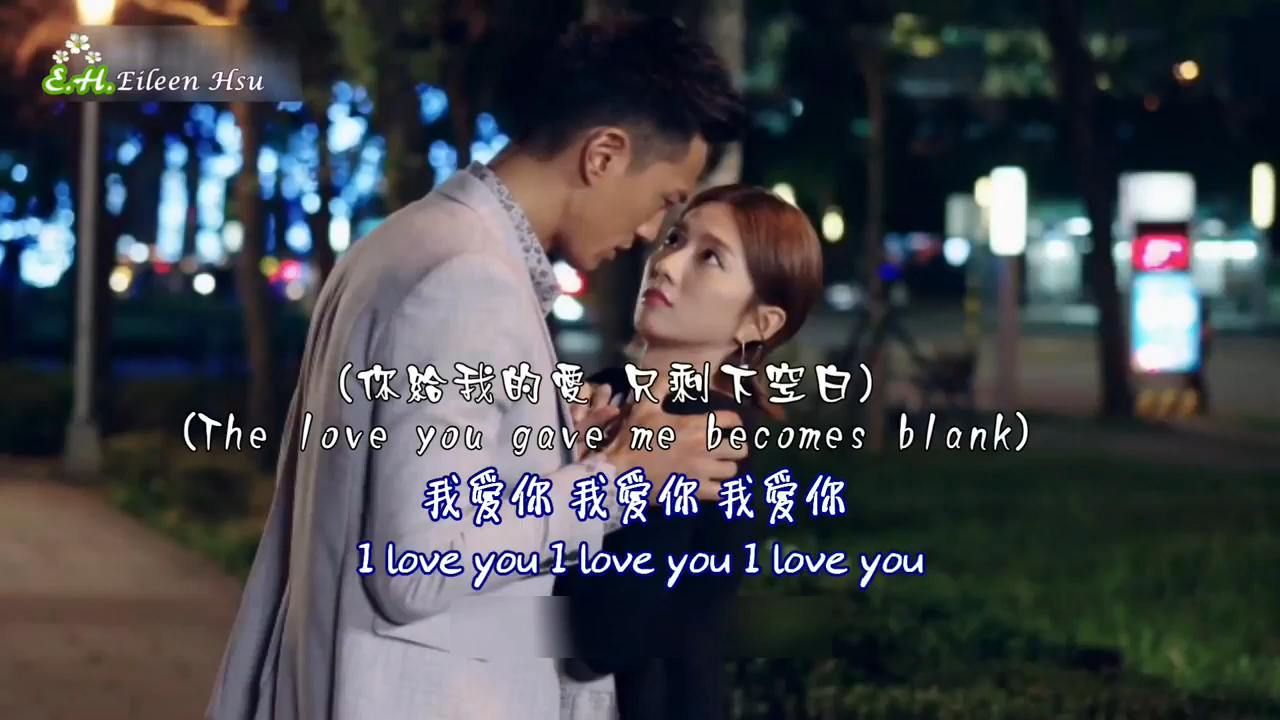 E.H. Eileen Hsu
(你給我的愛 只剩下空白)
(The love you gave me becomes blank)
我愛你 我愛你 我愛你
I love you I love you I love you